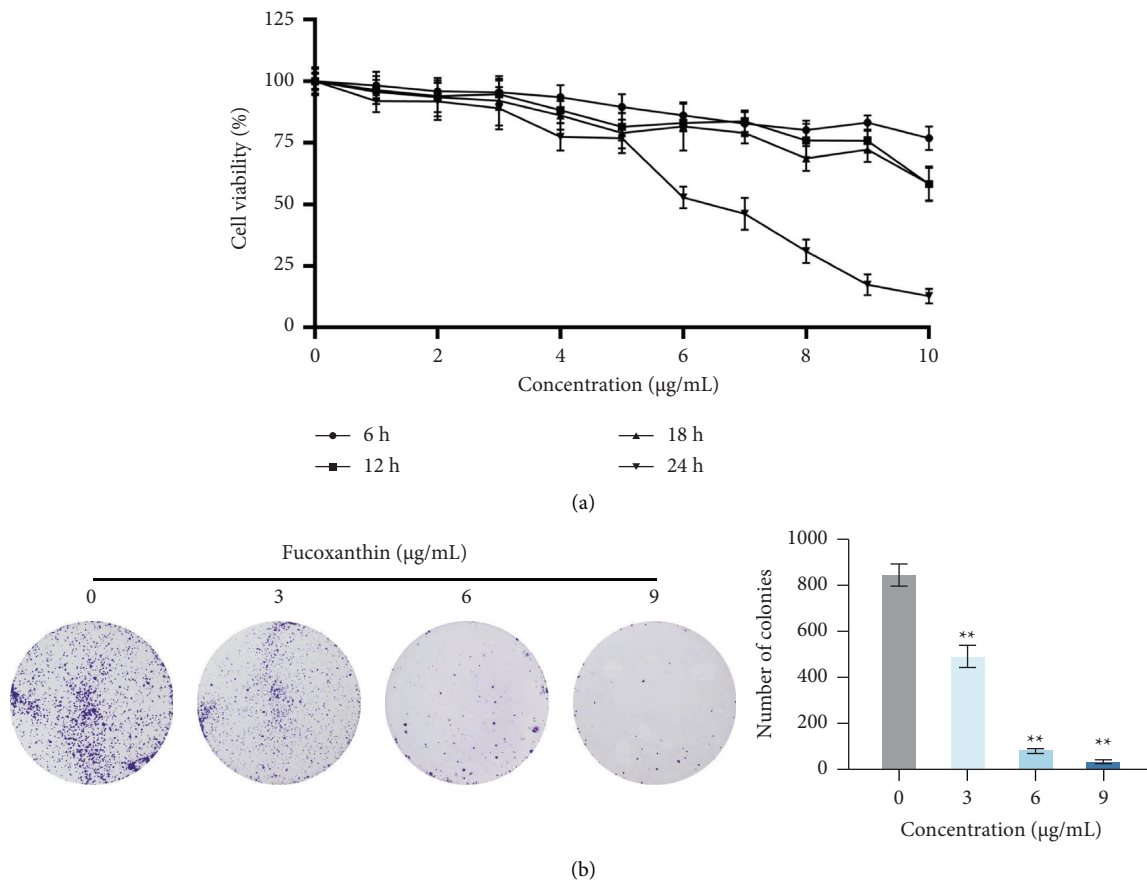 125
100
75
50
25
0
Cell viability (%)
0 2 4 6 8 10
Concentration (μg/mL)
6 h 18 h
12 h 24 h
(a)
Fucoxanthin (μg/mL)
0 3 6 9
1000
800
600
400
200
0
Number of colonies
**
**
**
0 3 6 9
Concentration (μg/mL)
(b)